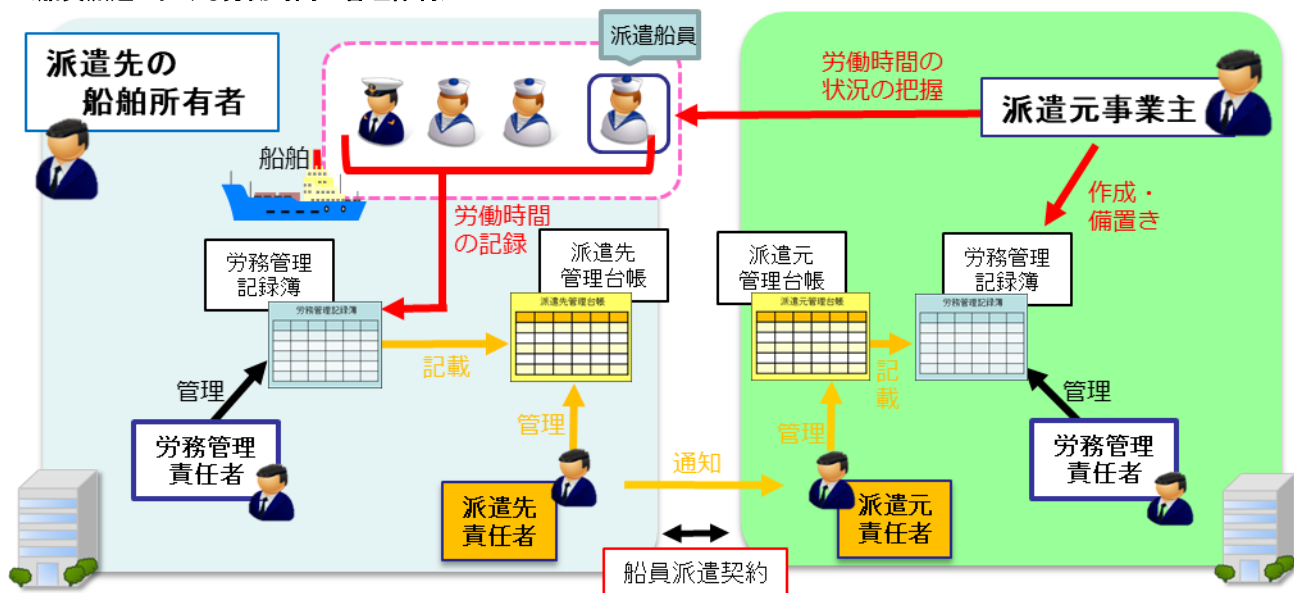 派遣先の
船舶所有者
派遣船員
労働時間の
状況の把握
派遣元事業主
船舶
労働時間
の記録
作成・
備置き
労務管理
記録簿
派遣先
管理台帳
派遣元
管理台帳
労務管理
記録簿
労務管理記録簿
派遣先管理台帳
派遣元管理台帳
労務管理記録簿
記載
記
載
管理
管理
管理
管理
労務管理
責任者
通知
労務管理
責任者
派遣先
責任者
派遣元
責任者
船員派遣契約